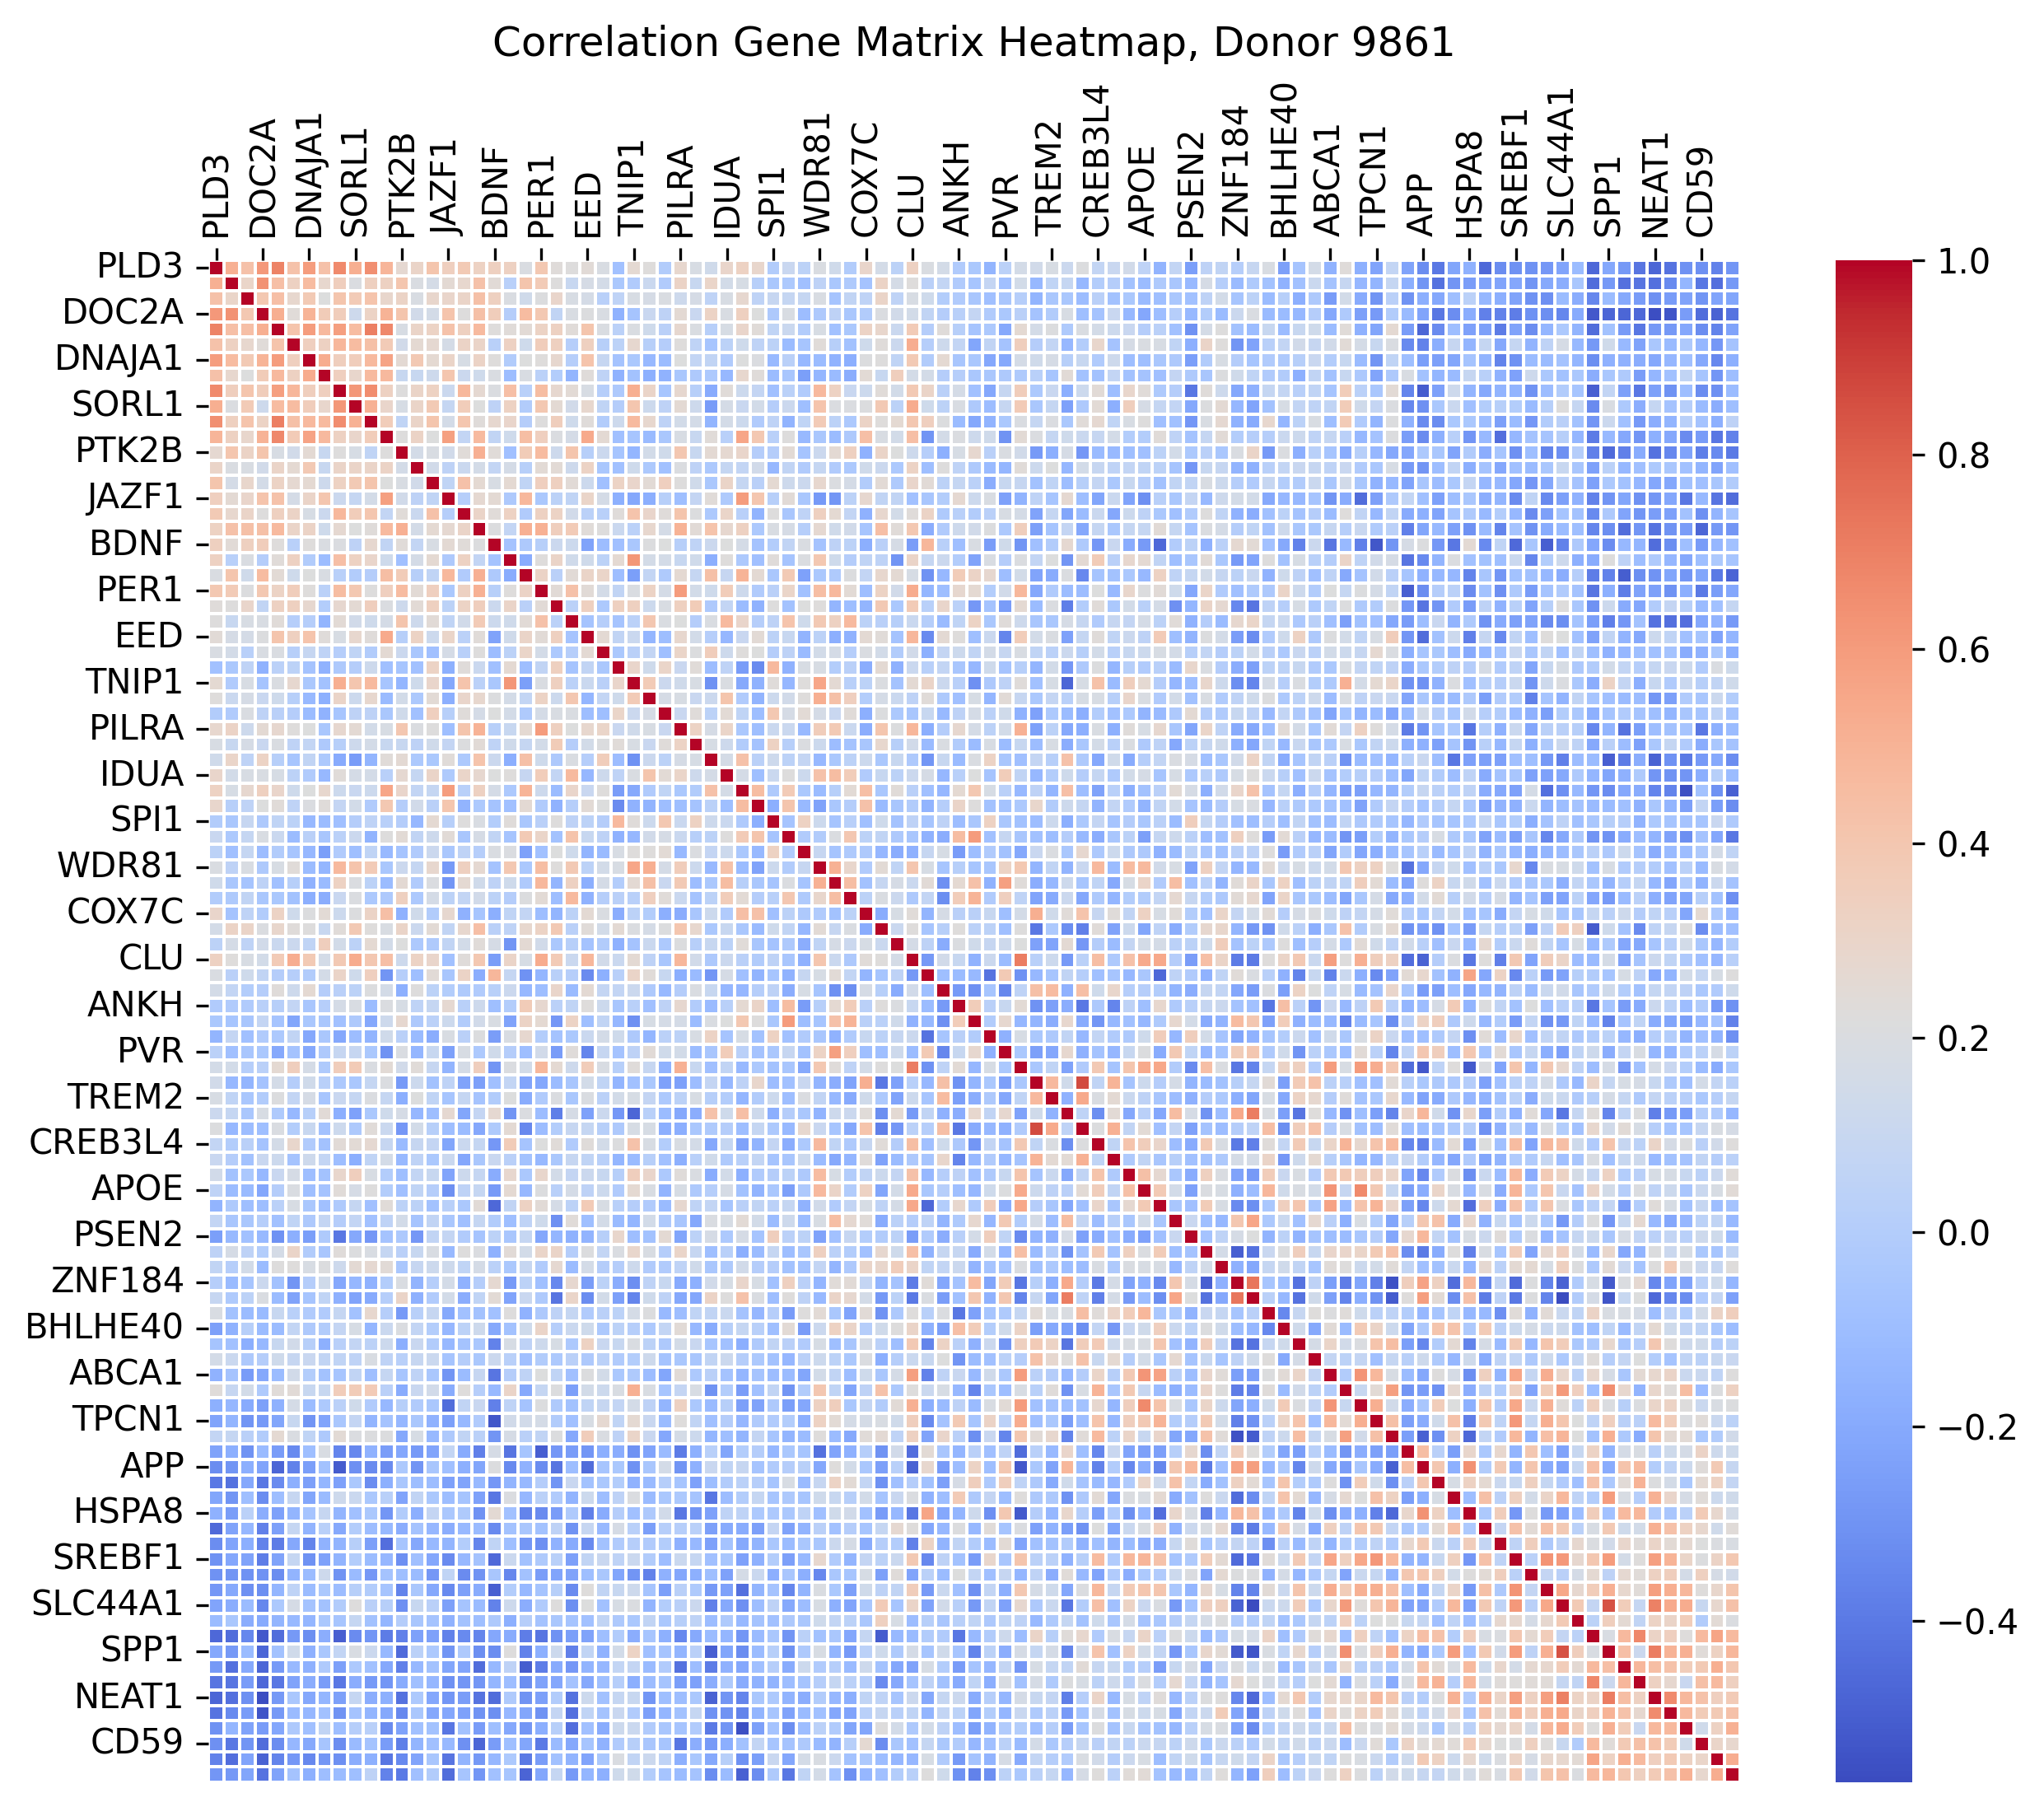 Correlation Gene Matrix Heatmap, Donor 9861
PLD3
DOC2A
DNAJA1
SORL1
PTK2B
JAZF1
BDNF
PER1
EED
TNIP1
PILRA
IDUA
SPI1
WDR81
COX7C
CLU
ANKH
PVR
TREM2
CREB3L4
APOE
PSEN2
ZNF184
BHLHE40
ABCA1
TPCN1
APP
HSPA8
SREBF1
SLC44A1
SPP1
NEAT1
CD59
PLD3
DOC2A
DNAJA1
SORL1
PTK2B
JAZF1
BDNF
PER1
EED
TNIP1
PILRA
IDUA
SPI1
WDR81
COX7C
CLU
ANKH
PVR
TREM2
CREB3L4
APOE
PSEN2
ZNF184
BHLHE40
ABCA1
TPCN1
APP
HSPA8
SREBF1
SLC44A1
SPP1
NEAT1
CD59
1.0
0.8
0.6
0.4
0.2
0.0
−0.2
−0.4